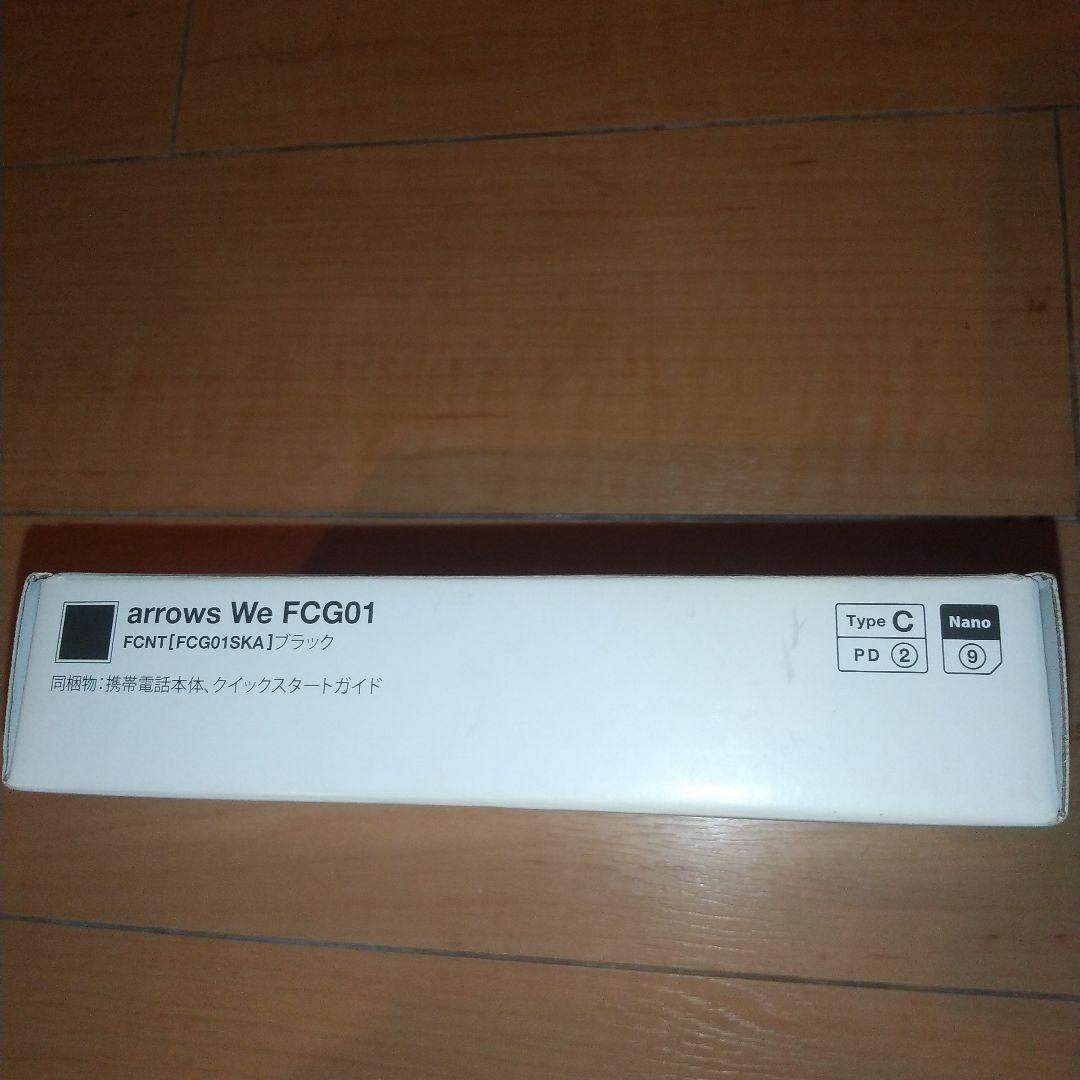 arrows We FCG01
FCNT[FCG01SKA]ブラック
同梱物:携帯電話本体、クイックスタートガイド
Type C
PD ②
Nano
⑨